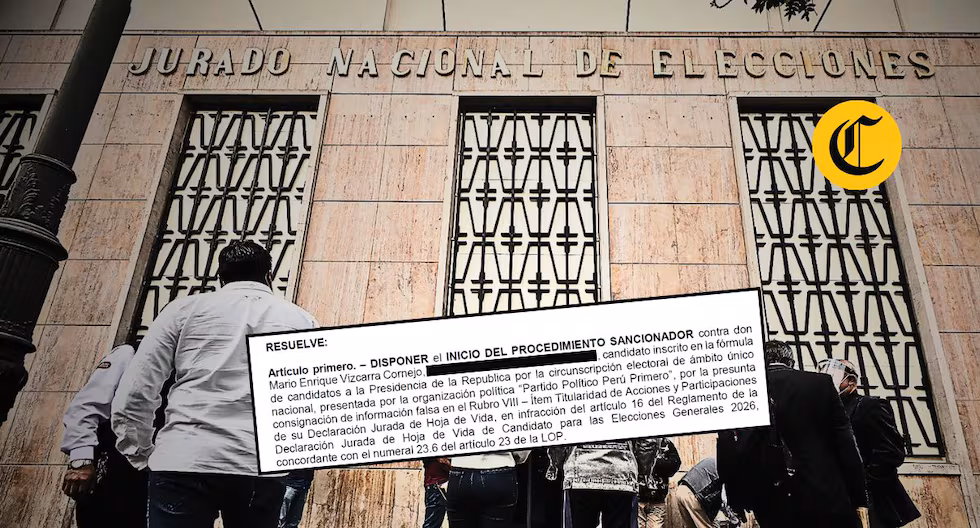 JURADO NACIONAL DE ELECCIONES
C
RESUELVE:
Artículo primero. – DISPONER el INICIO DEL PROCEDIMIENTO SANCIONADOR contra don
Mario Enrique Vizcarra Cornejo, , candidato inscrito en la fórmula
de candidatos a la Presidencia de la Republica por la circunscripción electoral de ámbito único
nacional, presentada por la organización política “Partido Político Perú Primero”, por la presunta
consignación de información falsa en el Rubro VIII – Ítem Titularidad de Acciones y Participaciones
de su Declaración Jurada de Hoja de Vida, en infracción del artículo 16 del Reglamento de la
Declaración Jurada de Hoja de Vida de Candidato para las Elecciones Generales 2026,
concordante con el numeral 23.6 del artículo 23 de la LOP.